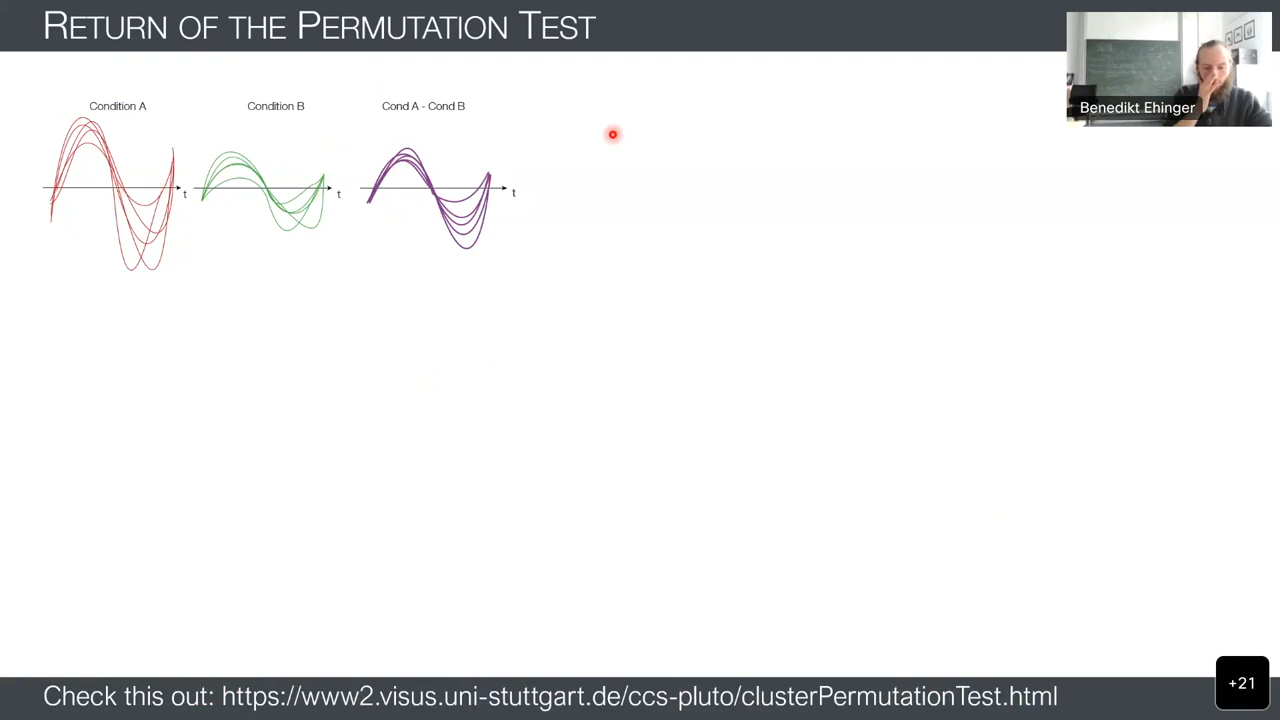 RETURN OF THE PERMUTATION TEST
Benedikt Ehinger
Condition A
Condition B
Cond A - Cond B
t
t
t
Check this out: https://www2.visus.uni-stuttgart.de/ccs-pluto/clusterPermutationTest.html
+21